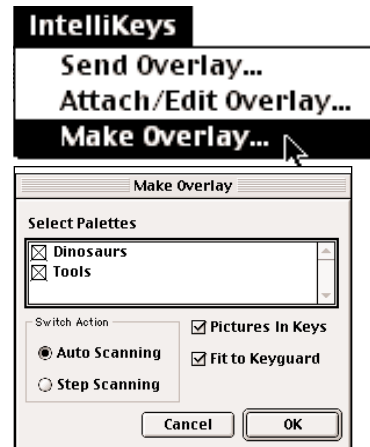 IntelliKeys
Send Overlay...
Attach/Edit Overlay...
Make Overlay...
Make Overlay
Select Palettes
Dinosaurs
Tools
Switch Action
Auto Scanning
Step Scanning
Pictures In Keys
Fit to Keyguard
Cancel
OK